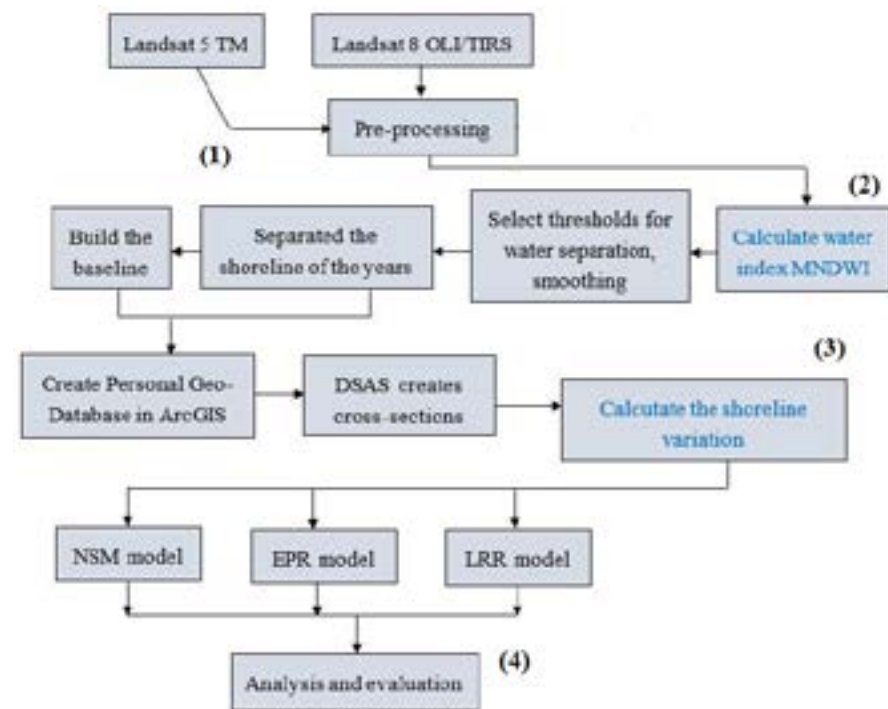 Landsat 5 TM
Landsat 8 OLI/TIRS
Pre-processing
(1)
(2)
Build the
baseline
Separated the
shoreline of the years
Select thresholds for
water separation,
smoothing
Calculate water
index MNDWI
(3)
Create Personal Geo-
Database in ArcGIS
DSAS creates
cross-sections
Calcutate the shoreline
variation
NSM model
EPR model
LRR model
(4)
Analysis and evaluation